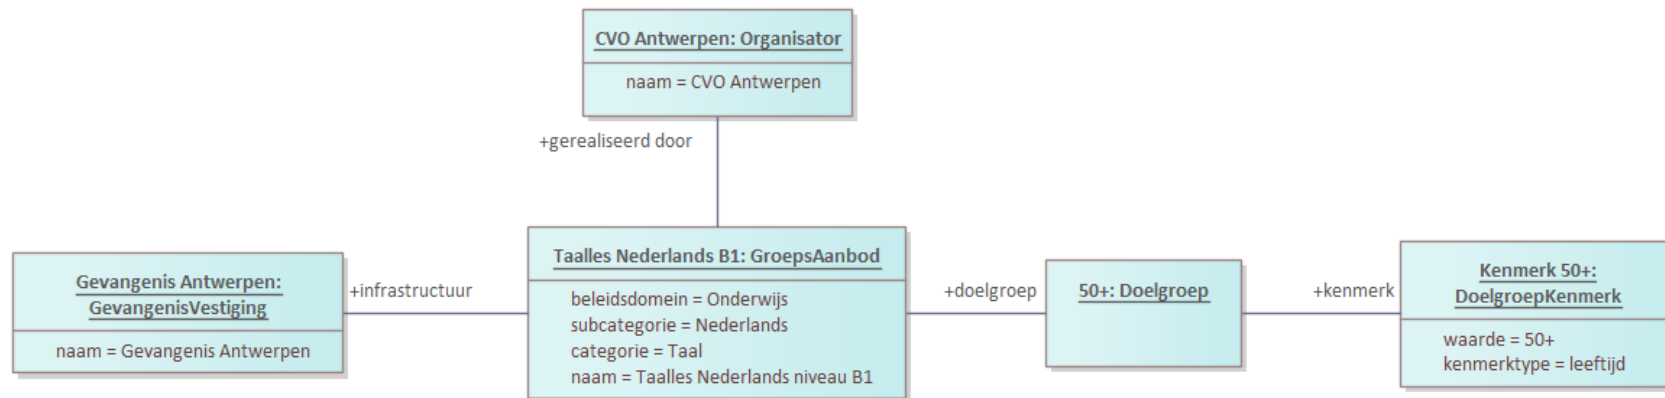 CVO Antwerpen: Organisator
naam = CVO Antwerpen
+gerealiseerd door
Gevangenis Antwerpen:
GevangenisVestiging
naam = Gevangenis Antwerpen
+infrastructuur
Taalles Nederlands B1: GroepsAanbod
beleidsdomein = Onderwijs
subcategorie = Nederlands
categorie = Taal
naam = Taalles Nederlands niveau B1
+doelgroep
50+: Doelgroep
+kenmerk
Kenmerk 50+:
DoelgroepKenmerk
waarde = 50+
kenmerktype = leeftijd